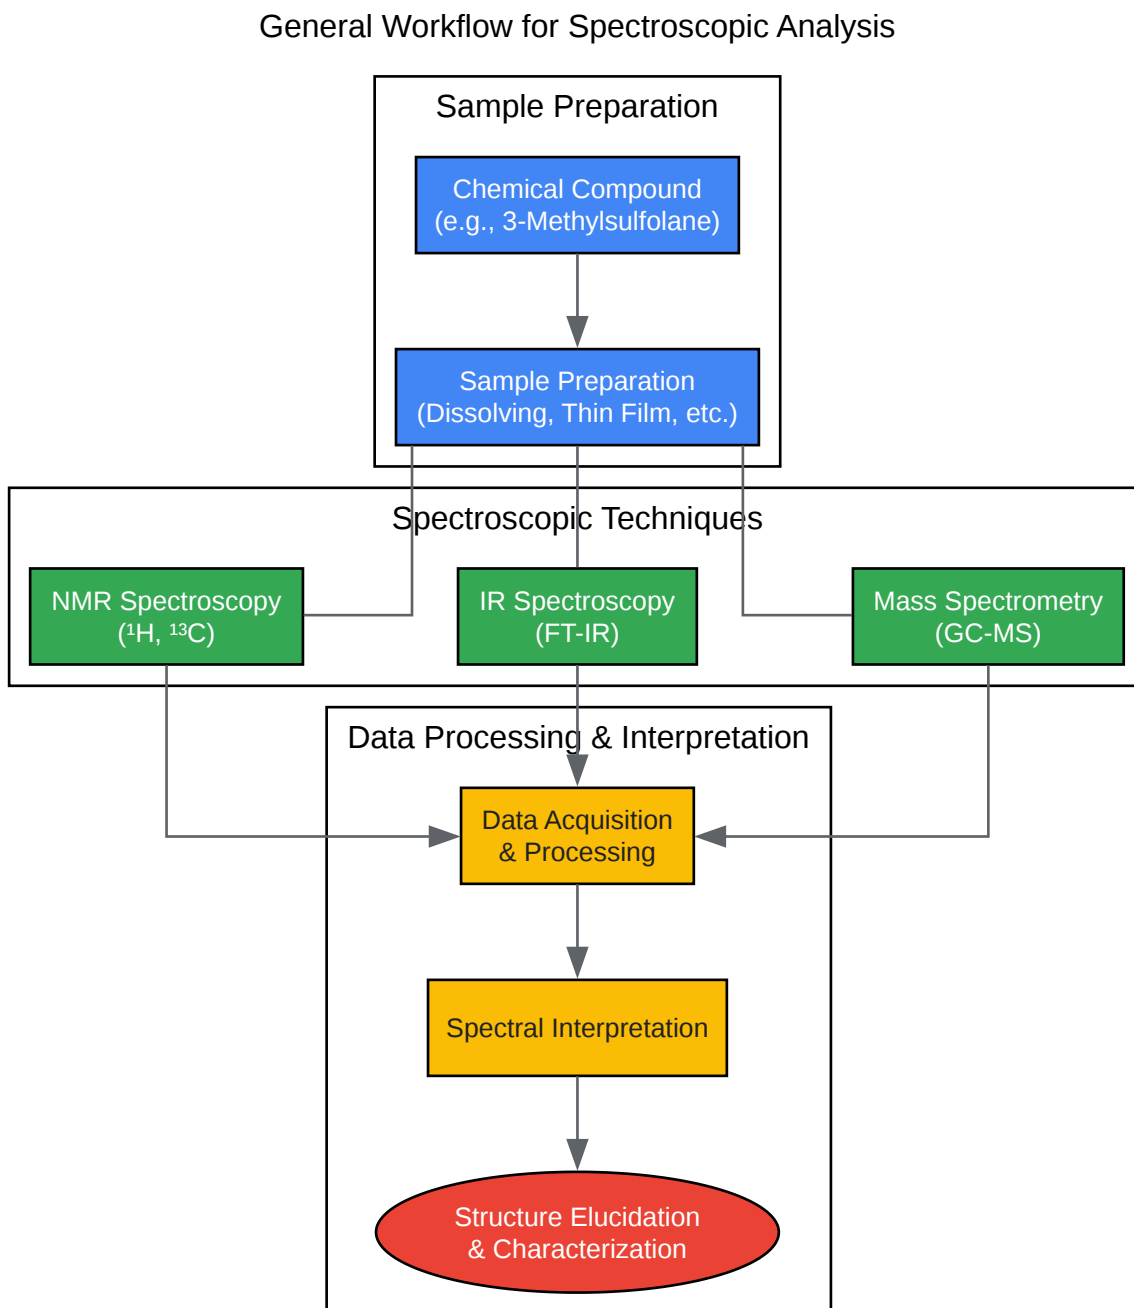 General Workflow for Spectroscopic Analysis
Sample Preparation
Chemical Compound
(e.g., 3-Methylsulfolane)
Sample Preparation
(Dissolving, Thin Film, etc.)
Spectroscopic Techniques
NMR Spectroscopy
(¹H, ¹³C)
IR Spectroscopy
(FT-IR)
Mass Spectrometry
(GC-MS)
Data Processing & Interpretation
Data Acquisition
& Processing
Spectral Interpretation
Structure Elucidation
& Characterization